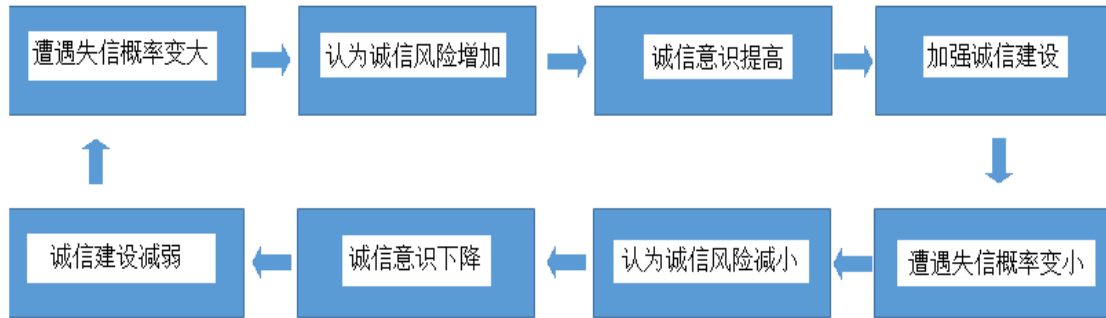 遭遇失信概率变大
认为诚信风险增加
诚信意识提高
加强诚信建设
诚信建设减弱
诚信意识下降
认为诚信风险减小
遭遇失信概率变小